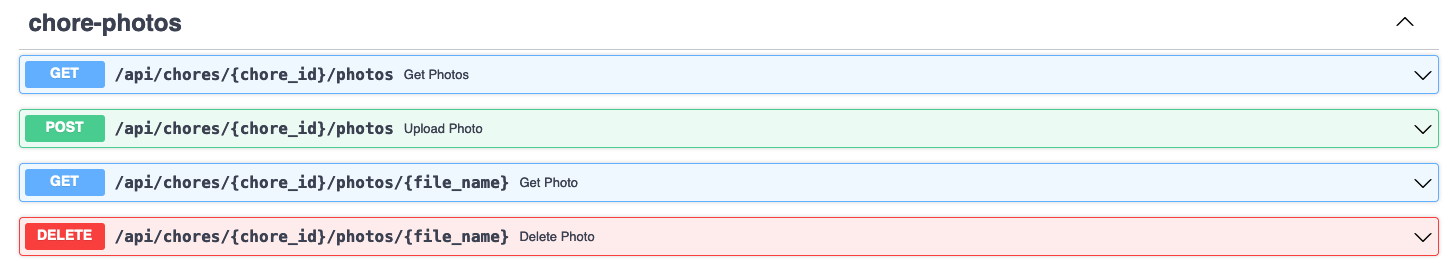 chore-photos
GET /api/chores/{chore_id}/photos Get Photos
POST /api/chores/{chore_id}/photos Upload Photo
GET /api/chores/{chore_id}/photos/{file_name} Get Photo
DELETE /api/chores/{chore_id}/photos/{file_name} Delete Photo